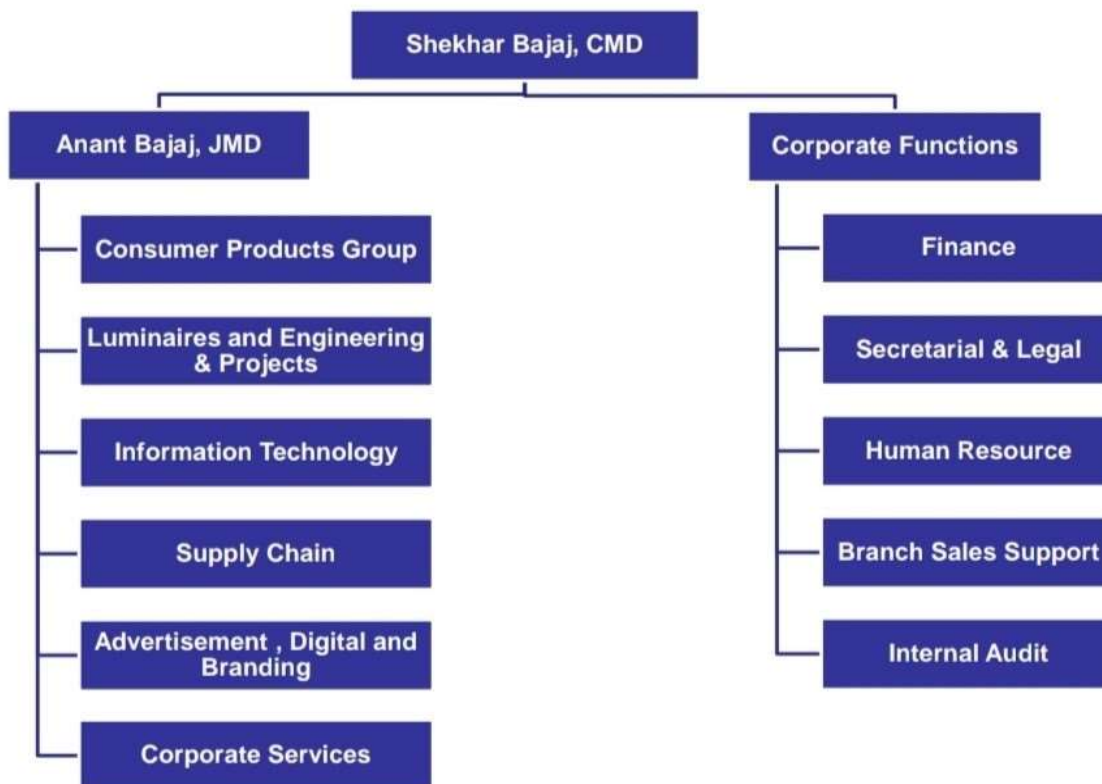 Shekhar Bajaj, CMD
Anant Bajaj, JMD
Consumer Products Group
Luminaires and Engineering
& Projects
Information Technology
Supply Chain
Advertisement , Digital and
Branding
Corporate Services
Corporate Functions
Finance
Secretarial & Legal
Human Resource
Branch Sales Support
Internal Audit